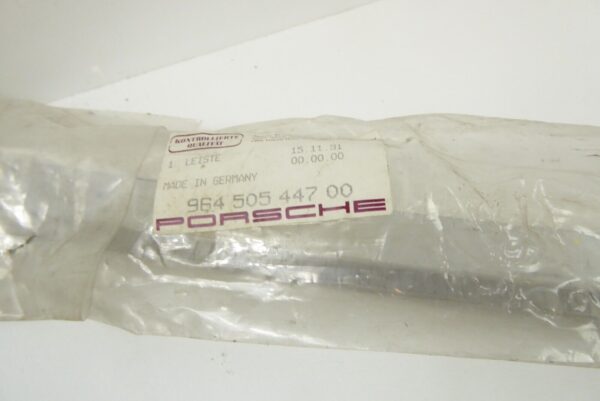 KONTROLLIERTE
QUALITÄT
1 LEISTE 15.11.91
00.00.00
MADE IN GERMANY
964 505 447 00
PORSCHE